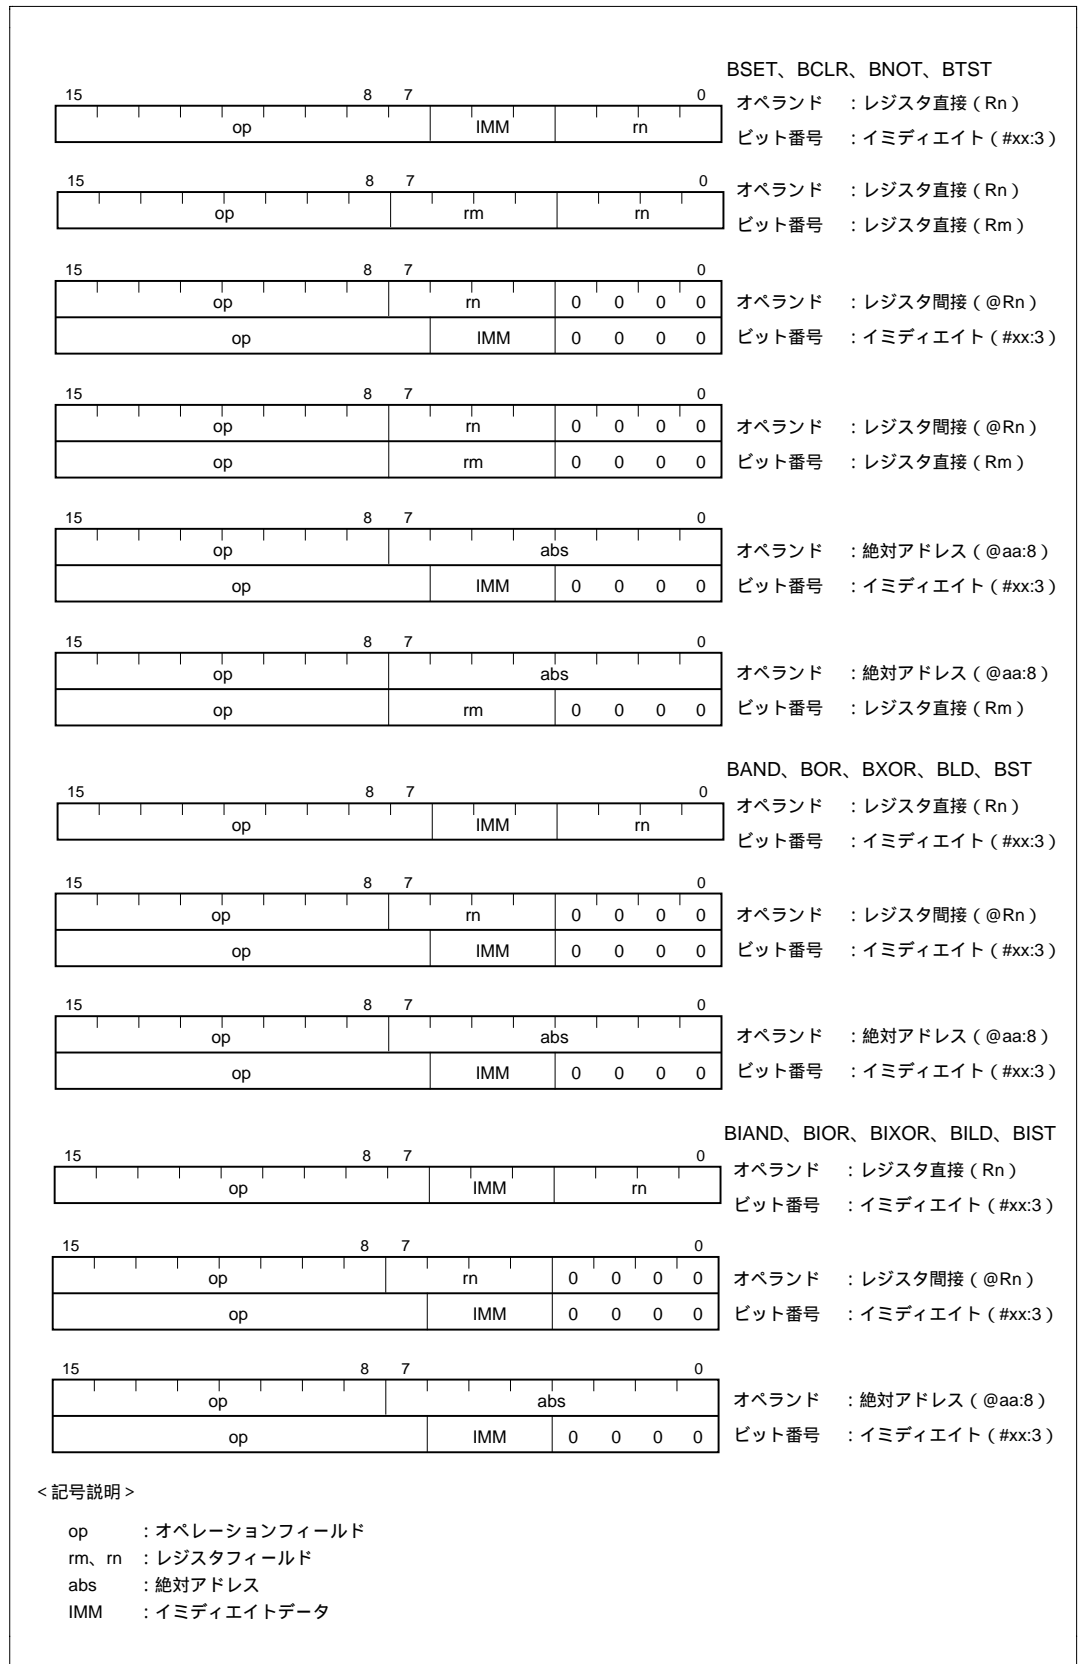 BSET、BCLR、BNOT、BTST
15 8 7 0
op IMM rn
オペランド ：レジスタ直接（Rn）
ビット番号 ：イミディエイト（#xx:3）
15 8 7 0
op rm rn
オペランド ：レジスタ直接（Rn）
ビット番号 ：レジスタ直接（Rm）
15 8 7 0
op rn 0 0 0 0 オペランド ：レジスタ間接（@Rn）
op IMM 0 0 0 0 ビット番号 ：イミディエイト（#xx:3）
15 8 7 0
op rn 0 0 0 0 オペランド ：レジスタ間接（@Rn）
op rm 0 0 0 0 ビット番号 ：レジスタ直接（Rm）
15 8 7 0
op abs オペランド ：絶対アドレス（@aa:8）
op IMM 0 0 0 0 ビット番号 ：イミディエイト（#xx:3）
15 8 7 0
op abs オペランド ：絶対アドレス（@aa:8）
op rm 0 0 0 0 ビット番号 ：レジスタ直接（Rm）
BAND、BOR、BXOR、BLD、BST
15 8 7 0
op IMM rn
オペランド ：レジスタ直接（Rn）
ビット番号 ：イミディエイト（#xx:3）
15 8 7 0
op rn 0 0 0 0 オペランド ：レジスタ間接（@Rn）
op IMM 0 0 0 0 ビット番号 ：イミディエイト（#xx:3）
15 8 7 0
op abs オペランド ：絶対アドレス（@aa:8）
op IMM 0 0 0 0 ビット番号 ：イミディエイト（#xx:3）
BIAND、BIOR、BIXOR、BILD、BIST
15 8 7 0
op IMM rn
オペランド ：レジスタ直接（Rn）
ビット番号 ：イミディエイト（#xx:3）
15 8 7 0
op rn 0 0 0 0 オペランド ：レジスタ間接（@Rn）
op IMM 0 0 0 0 ビット番号 ：イミディエイト（#xx:3）
15 8 7 0
op abs オペランド ：絶対アドレス（@aa:8）
op IMM 0 0 0 0 ビット番号 ：イミディエイト（#xx:3）
<記号説明>
op ：オペレーションフィールド
rm、rn ：レジスタフィールド
abs ：絶対アドレス
IMM ：イミディエイトデータ